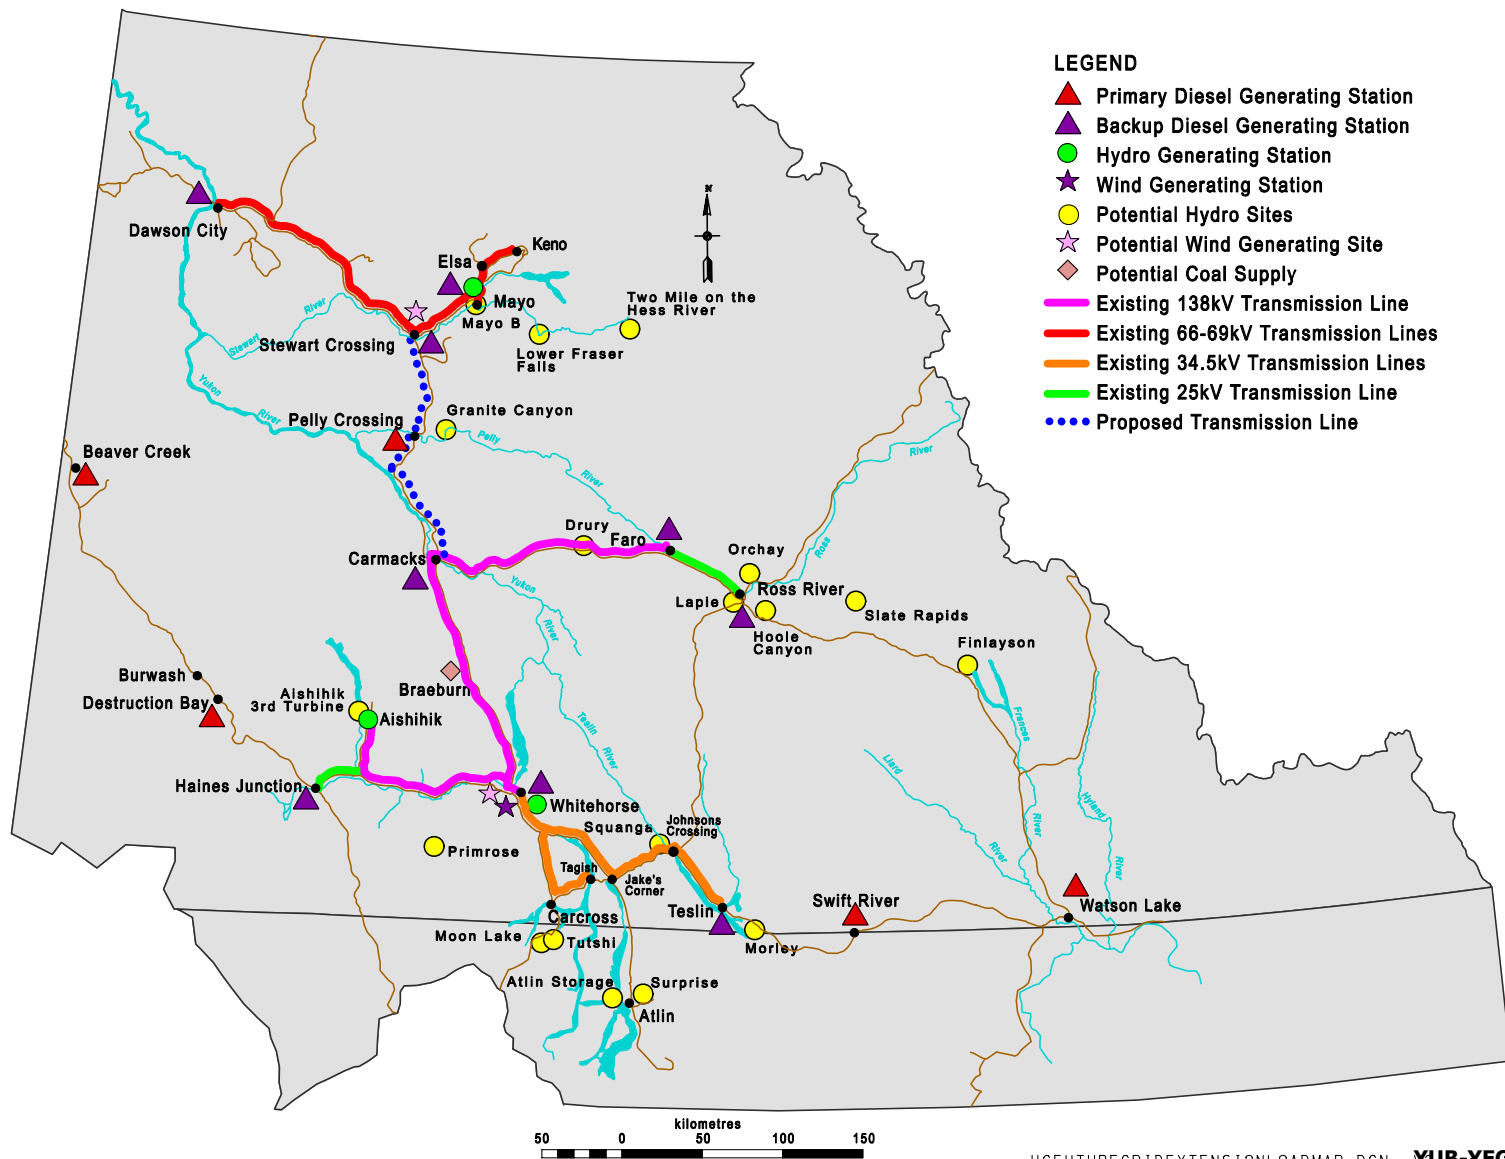 LEGEND
Primary Diesel Generating Station
Backup Diesel Generating Station
Hydro Generating Station
Wind Generating Station
Potential Hydro Sites
Potential Wind Generating Site
Potential Coal Supply
Existing 138kV Transmission Line
Existing 66-69kV Transmission Lines
Existing 34.5kV Transmission Lines
Existing 25kV Transmission Line
Proposed Transmission Line
N
Dawson City
Keno
Elsa
Mayo
Mayo B
Two Mile on the
Hess River
River
Stewart
Stewart Crossing
Lower Fraser
Falls
Yukon
River
Pelly Crossing
Granite Canyon
Pelly
River
River
Ross
Beaver Creek
Drury
Faro
Orchay
Carmacks
Yukon
River
Ross River
Laple
Hoole
Canyon
Slate Rapids
Finlayson
Burwash
Destruction Bay
Aishihik
3rd Turbine
Aishihik
Braeburn
Teslin
River
Frances
River
Liard
River
Hyland
River
Haines Junction
Whitehorse
Squanga
Johnsons
Crossing
Primrose
Tagish
Jake's
Corner
Carcross
Teslin
Swift River
Watson Lake
Moon Lake
Tutshi
Morley
Atlin Storage
Surprise
Atlin
kilometres
50 0 50 100 150